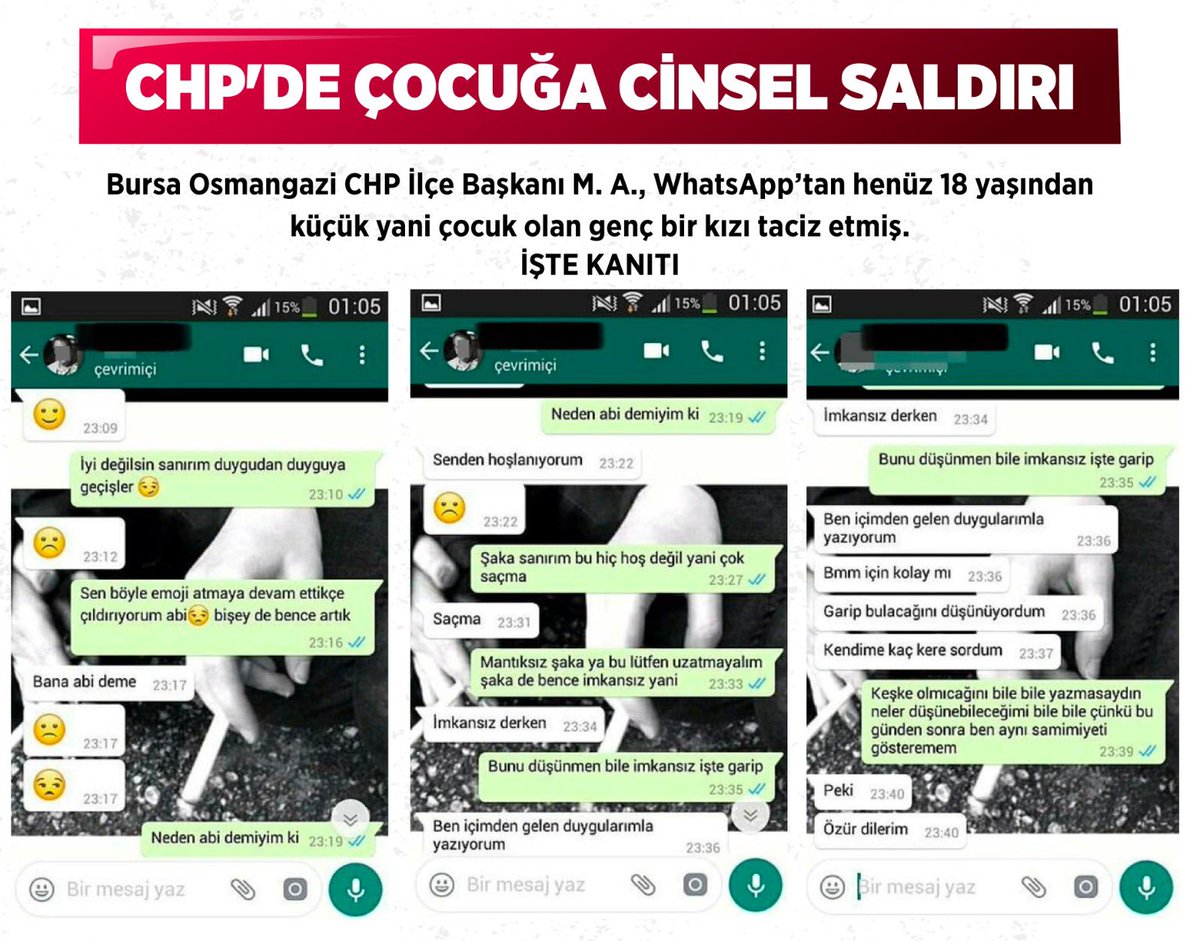 CHP'DE ÇOCUĞA CİNSEL SALDIRI
Bursa Osmangazi CHP İlçe Başkanı M. A., WhatsApp’tan henüz 18 yaşından
küçük yani çocuk olan genç bir kızı taciz etmiş.
İŞTE KANITI
15% 01:05
çevrimiçi
23:09
İyi değilsin sanırım duygudan duyguya
geçişler 23:10
23:12
Sen böyle emoji atmaya devam ettikçe
çıldırıyorum abi bişey de bence artık
23:16
Bana abi deme 23:17
23:17
23:17
Neden abi demiyim ki 23:19
Bir mesaj yaz
15% 01:05
çevrimiçi
Neden abi demiyim ki 23:19
Senden hoşlanıyorum 23:22
23:22
Şaka sanırım bu hiç hoş değil yani çok
saçma 23:27
Saçma 23:31
Mantıksız şaka ya bu lütfen uzatmayalım
şaka de bence imkansız yani 23:33
İmkansız derken 23:34
Bunu düşünmen bile imkansız işte garip
23:35
Ben içimden gelen duygularımla
yazıyorum 23:36
Bir mesaj yaz
15% 01:05
çevrimiçi
İmkansız derken 23:34
Bunu düşünmen bile imkansız işte garip
23:35
Ben içimden gelen duygularımla
yazıyorum 23:36
Bmm için kolay mı 23:36
Garip bulacağını düşünüyordum 23:36
Kendime kaç kere sordum 23:37
Keşke olmıcağını bile bile yazmasaydın
neler düşünebileceğimi bile bile çünkü bu
günden sonra ben aynı samimiyeti
gösteremem 23:39
Peki 23:40
Özür dilerim 23:40
Bir mesaj yaz